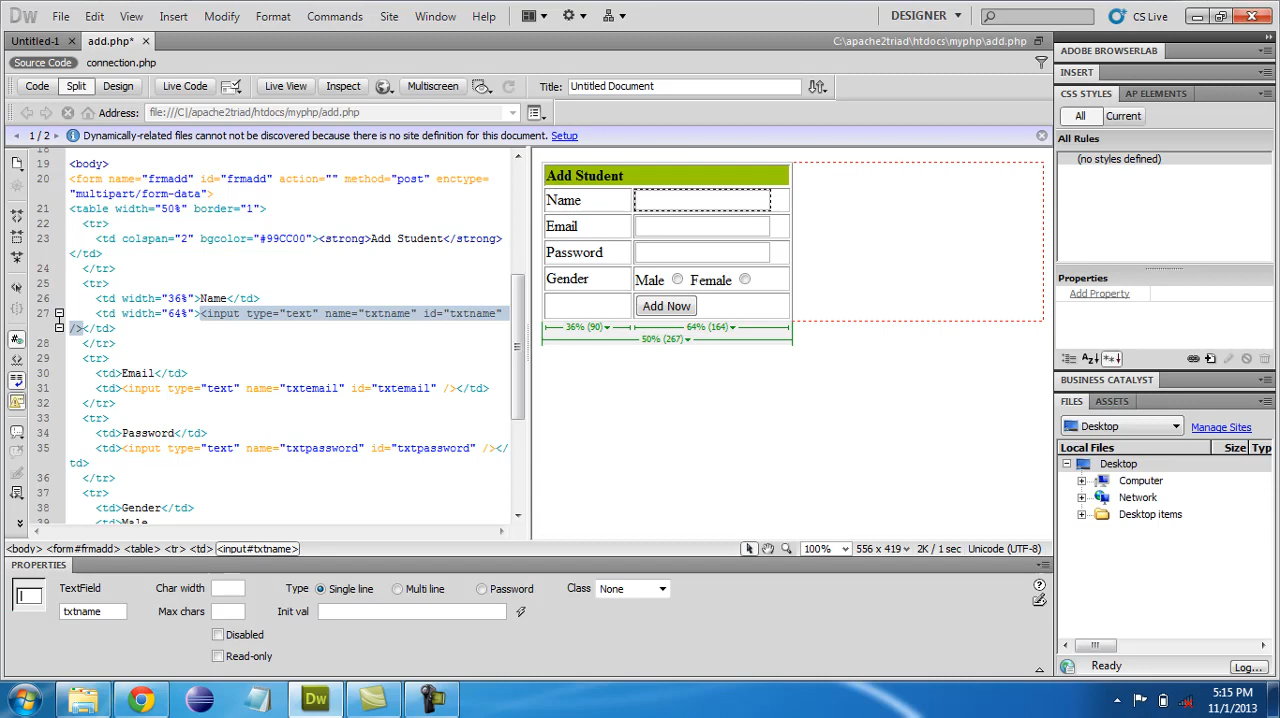 Dw File Edit View Insert Modify Format Commands Site Window Help DESIGNER CS Live
Untitled-1 × add.php* × C:\apache2triad\htdocs\myphp\add.php
Source Code connection.php
Code Split Design Live Code Live View Inspect Multiscreen Title: Untitled Document
Address: file:///C|/apache2triad/htdocs/myphp/add.php
1 / 2 Dynamically-related files cannot be discovered because there is no site definition for this document. Setup
18
19 <body>
20 <form name="frmadd" id="frmadd" action="" method="post" enctype=
"multipart/form-data">
21 <table width="50%" border="1">
22 <tr>
23 <td colspan="2" bgcolor="#99CC00"><strong>Add Student</strong>
</td>
24 </tr>
25 <tr>
26 <td width="36%">Name</td>
27 <td width="64%"><input type="text" name="txtname" id="txtname"
/></td>
28 </tr>
29 <tr>
30 <td>Email</td>
31 <td><input type="text" name="txtemail" id="txtemail" /></td>
32 </tr>
33 <tr>
34 <td>Password</td>
35 <td><input type="text" name="txtpassword" id="txtpassword" /></
td>
36 </tr>
37 <tr>
38 <td>Gender</td>
39 <td>Male
Add Student
Name
Email
Password
Gender Male Female
Add Now
36% (90) 64% (164)
50% (267)
<body> <form#frmadd> <table> <tr> <td> <input#txtname> 100% 556 x 419 2K / 1 sec Unicode (UTF-8)
PROPERTIES
TextField Char width Type Single line Multi line Password Class None
txtname Max chars Init val
Disabled
Read-only
ADOBE BROWSERLAB
INSERT
CSS STYLES AP ELEMENTS
All Current
All Rules
(no styles defined)
Properties
Add Property
BUSINESS CATALYST
FILES ASSETS
Desktop Manage Sites
Local Files Size Typ
Desktop
Computer
Network
Desktop items
Ready Log...
Dw 5:15 PM
11/1/2013